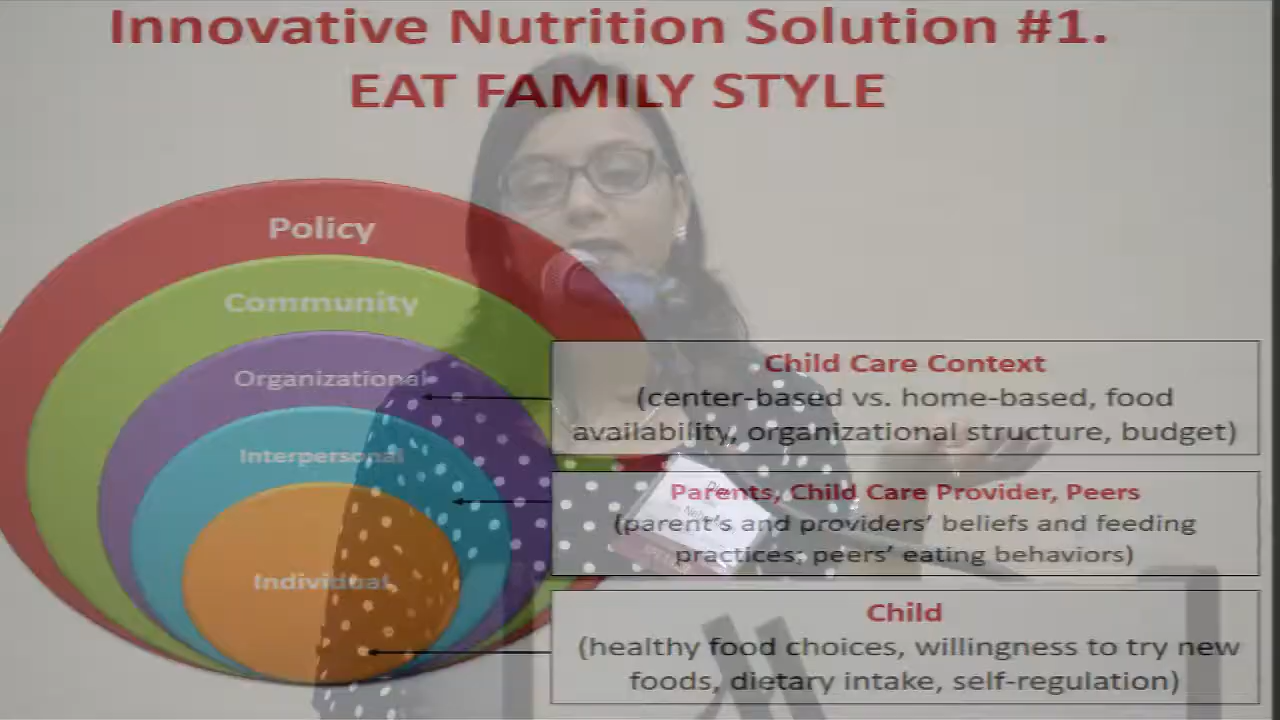 Innovative Nutrition Solution #1.
EAT FAMILY STYLE
Policy
Community
Organizational
Interpersonal
Individual
Child Care Context
(center-based vs. home-based, food
availability, organizational structure, budget)
Parents, Child Care Provider, Peers
(parent's and providers' beliefs and feeding
practices; peers' eating behaviors)
Child
(healthy food choices, willingness to try new
foods, dietary intake, self-regulation)